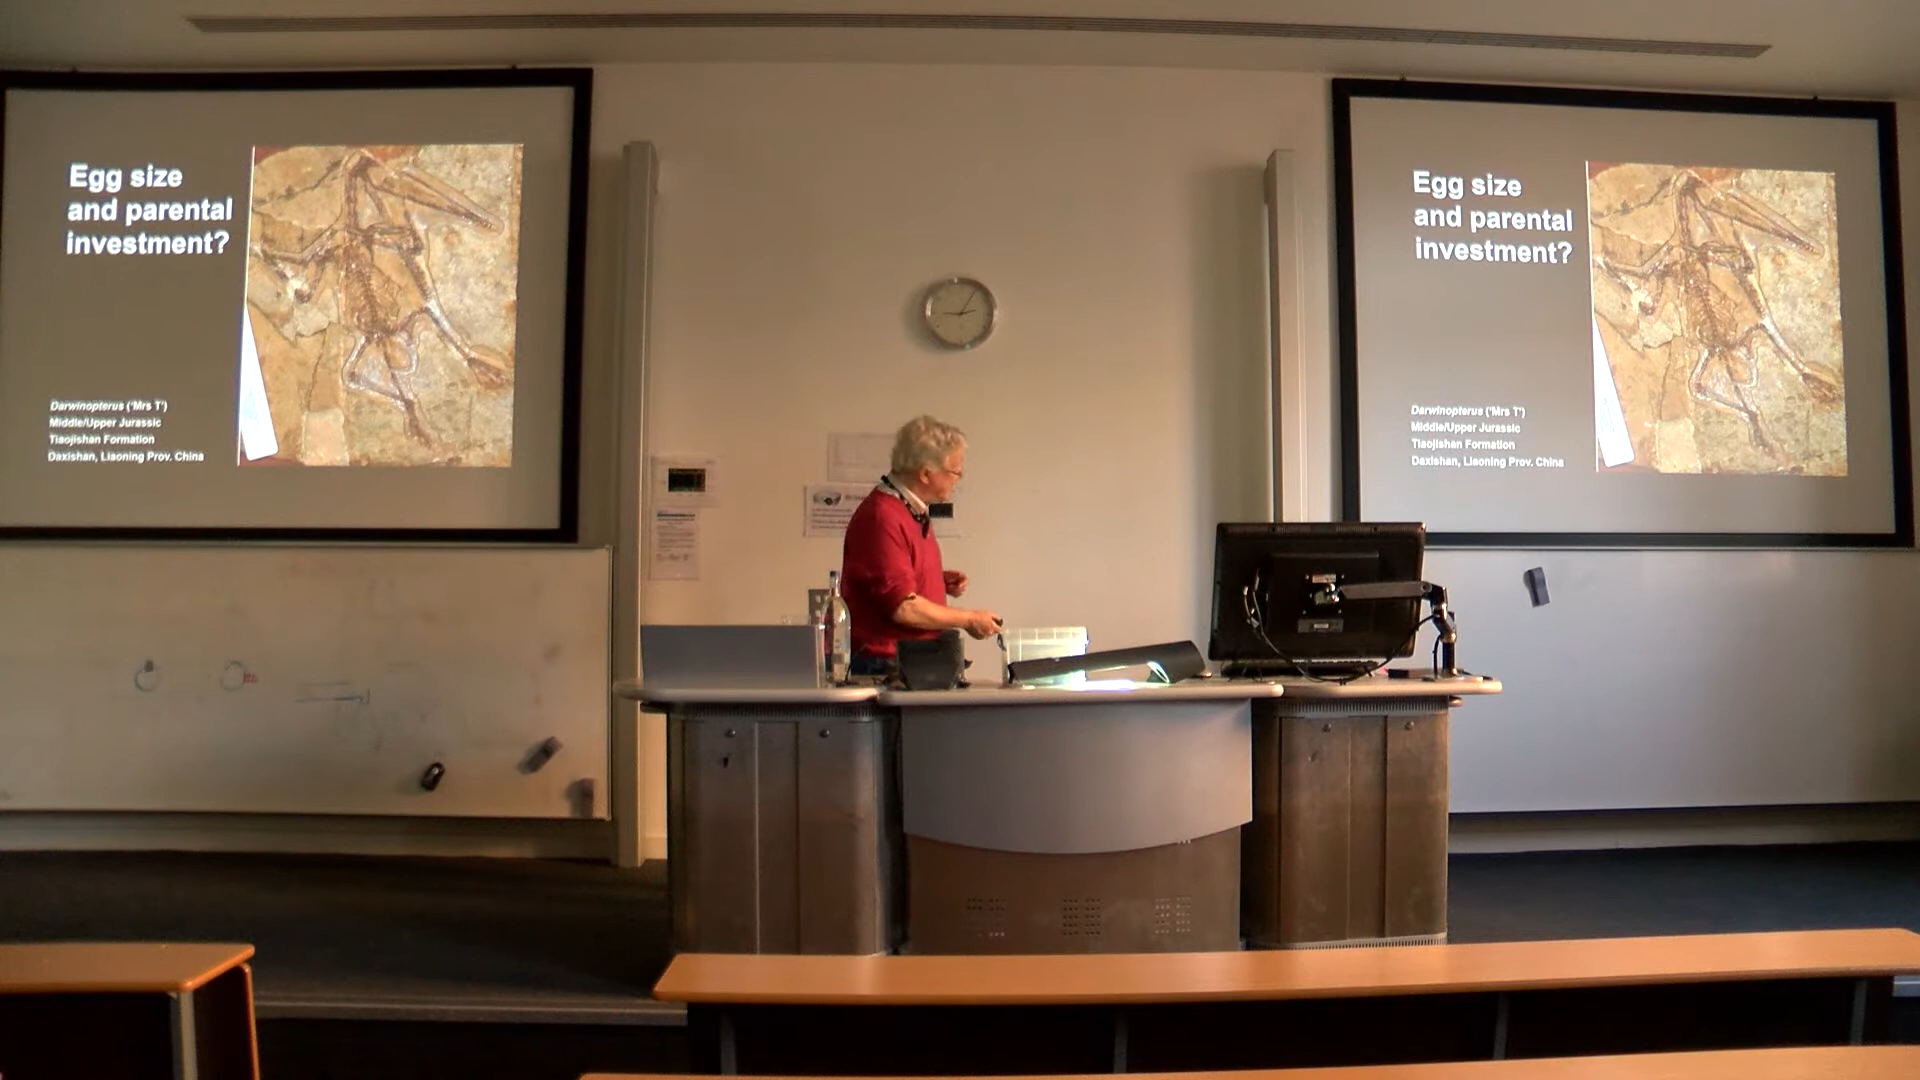 Egg size
and parental
investment?
Darwinopterus ('Mrs T')
Middle/Upper Jurassic
Tiaojishan Formation
Daxishan, Liaoning Prov. China
Egg size
and parental
investment?
Darwinopterus ('Mrs T')
Middle/Upper Jurassic
Tiaojishan Formation
Daxishan, Liaoning Prov. China